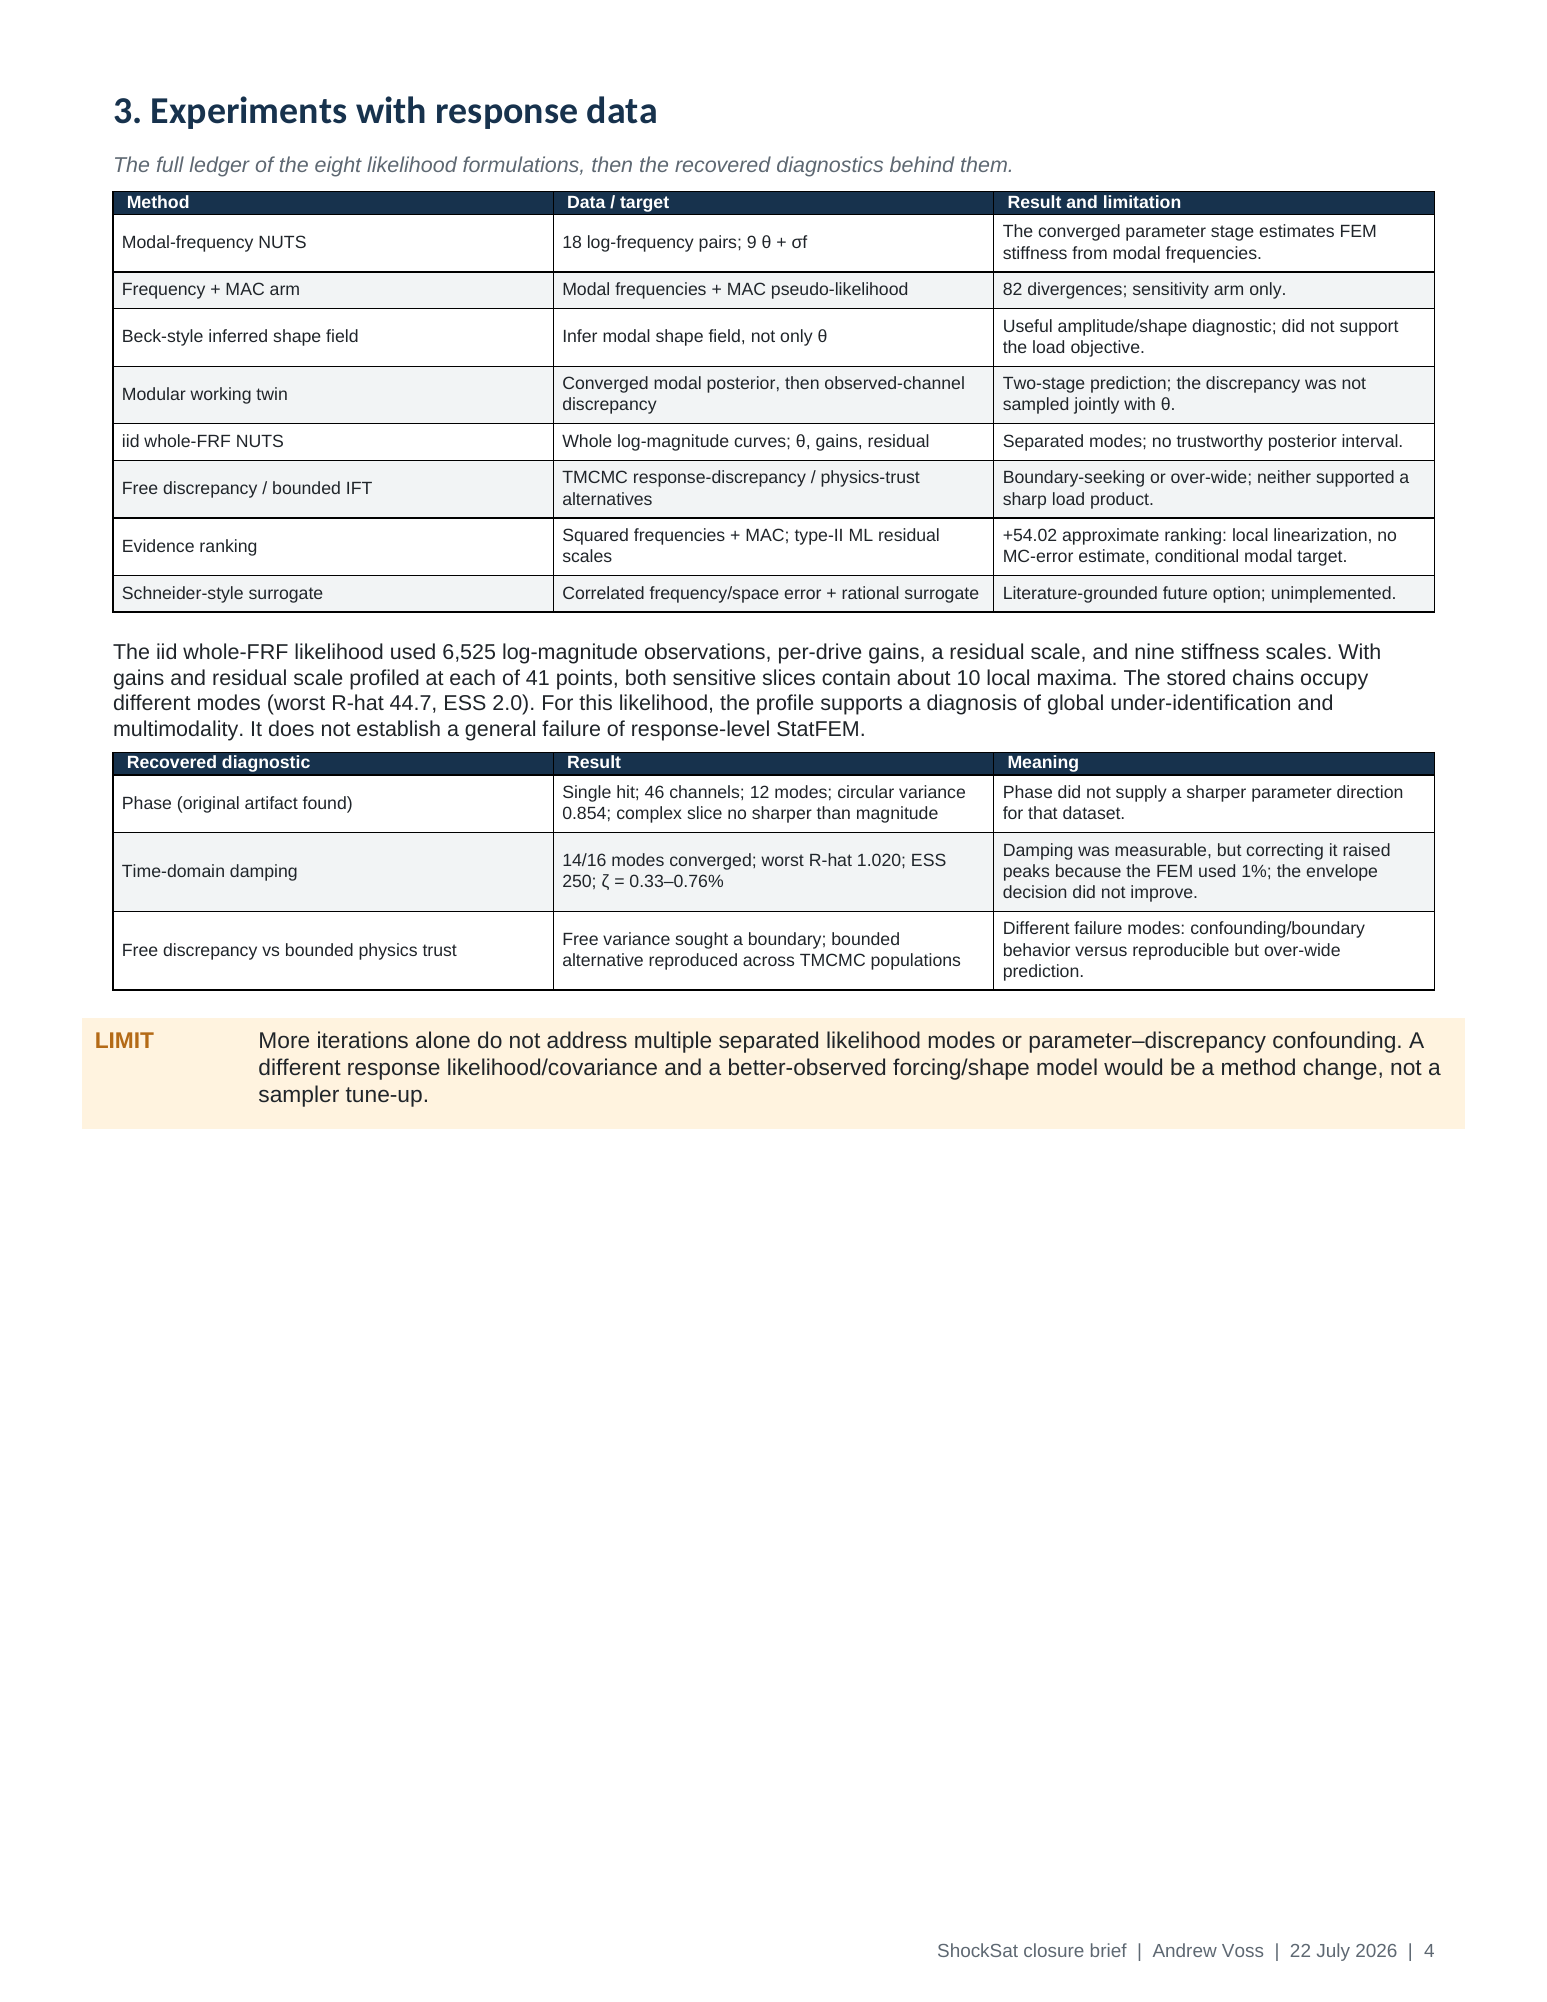 3. Experiments with response data
The full ledger of the eight likelihood formulations, then the recovered diagnostics behind them.
Method Data / target Result and limitation
Modal-frequency NUTS 18 log-frequency pairs; 9 θ + σf The converged parameter stage estimates FEM
stiffness from modal frequencies.
Frequency + MAC arm Modal frequencies + MAC pseudo-likelihood 82 divergences; sensitivity arm only.
Beck-style inferred shape field Infer modal shape field, not only θ Useful amplitude/shape diagnostic; did not support
the load objective.
Modular working twin Converged modal posterior, then observed-channel
discrepancy Two-stage prediction; the discrepancy was not
sampled jointly with θ.
iid whole-FRF NUTS Whole log-magnitude curves; θ, gains, residual Separated modes; no trustworthy posterior interval.
Free discrepancy / bounded IFT TMCMC response-discrepancy / physics-trust
alternatives Boundary-seeking or over-wide; neither supported a
sharp load product.
Evidence ranking Squared frequencies + MAC; type-II ML residual
scales +54.02 approximate ranking: local linearization, no
MC-error estimate, conditional modal target.
Schneider-style surrogate Correlated frequency/space error + rational surrogate Literature-grounded future option; unimplemented.
The iid whole-FRF likelihood used 6,525 log-magnitude observations, per-drive gains, a residual scale, and nine stiffness scales. With
gains and residual scale profiled at each of 41 points, both sensitive slices contain about 10 local maxima. The stored chains occupy
different modes (worst R-hat 44.7, ESS 2.0). For this likelihood, the profile supports a diagnosis of global under-identification and
multimodality. It does not establish a general failure of response-level StatFEM.
Recovered diagnostic Result Meaning
Phase (original artifact found) Single hit; 46 channels; 12 modes; circular variance
0.854; complex slice no sharper than magnitude Phase did not supply a sharper parameter direction
for that dataset.
Time-domain damping 14/16 modes converged; worst R-hat 1.020; ESS
250; ζ = 0.33–0.76% Damping was measurable, but correcting it raised
peaks because the FEM used 1%; the envelope
decision did not improve.
Free discrepancy vs bounded physics trust Free variance sought a boundary; bounded
alternative reproduced across TMCMC populations Different failure modes: confounding/boundary
behavior versus reproducible but over-wide
prediction.
LIMIT More iterations alone do not address multiple separated likelihood modes or parameter–discrepancy confounding. A
different response likelihood/covariance and a better-observed forcing/shape model would be a method change, not a
sampler tune-up.
ShockSat closure brief | Andrew Voss | 22 July 2026 | 4